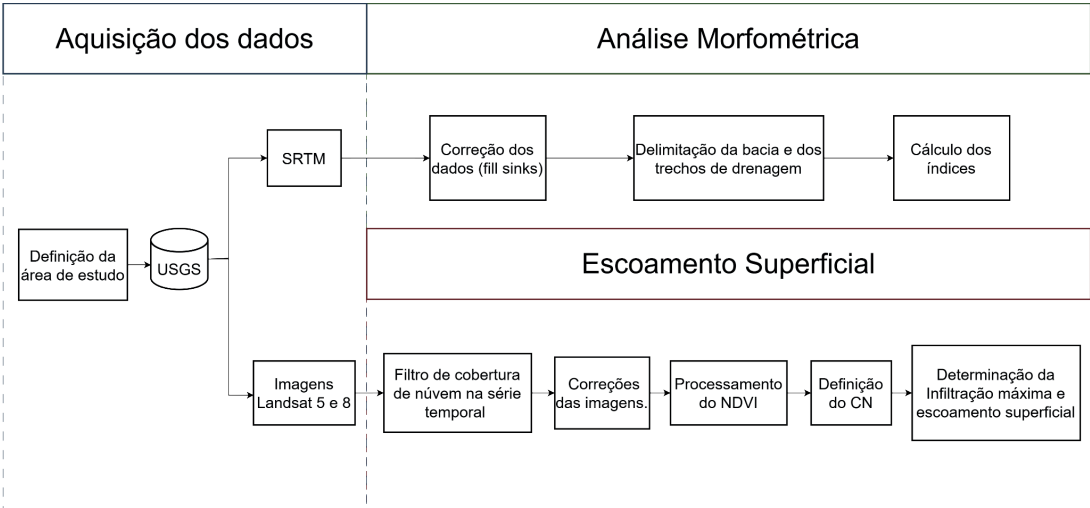 Aquisição dos dados
Análise Morfométrica
SRTM
Correção dos
dados (fill sinks)
Delimitação da bacia e dos
trechos de drenagem
Cálculo dos
índices
Definição da
área de estudo
USGS
Escoamento Superficial
Imagens
Landsat 5 e 8
Filtro de cobertura
de núvem na série
temporal
Correções
das imagens.
Processamento
do NDVI
Definição
do CN
Determinação da
Infiltração máxima e
escoamento superficial